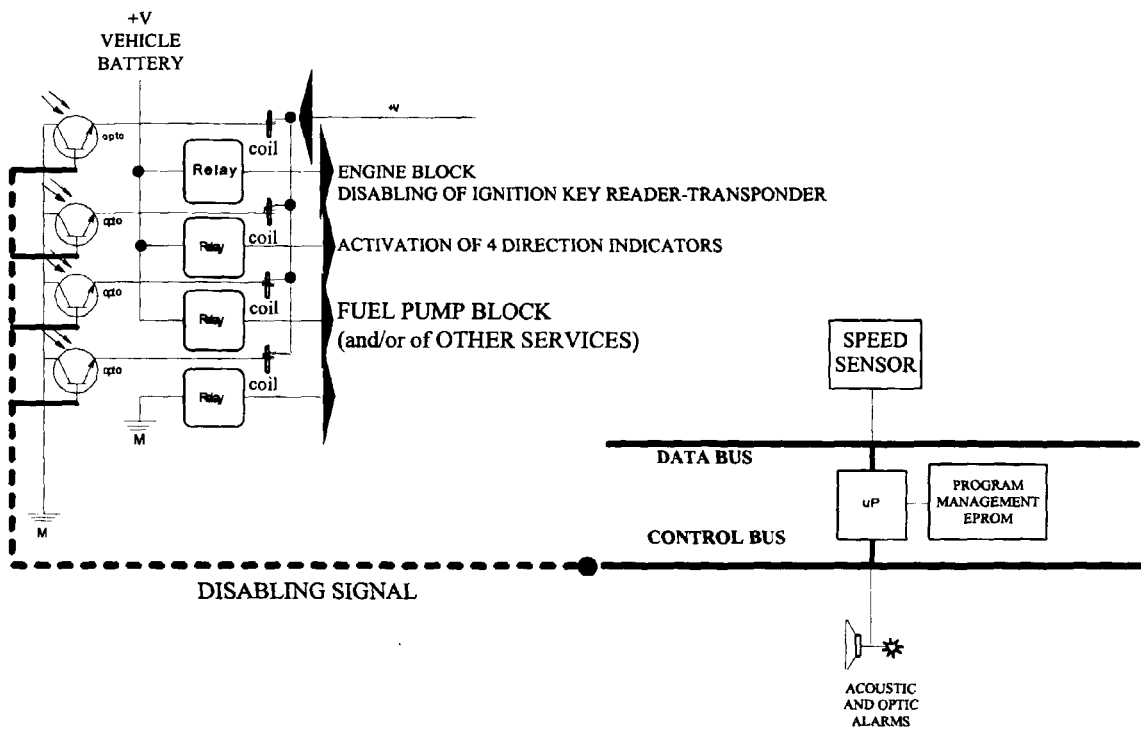 +V
VEHICLE
BATTERY
opto
coil
+V
Relay
ENGINE BLOCK
DISABLING OF IGNITION KEY READER-TRANSPONDER
opto
coil
Relay
ACTIVATION OF 4 DIRECTION INDICATORS
opto
coil
Relay
FUEL PUMP BLOCK
(and/or of OTHER SERVICES)
opto
coil
Relay
M
M
SPEED
SENSOR
DATA BUS
uP
PROGRAM
MANAGEMENT
EPROM
CONTROL BUS
DISABLING SIGNAL
ACOUSTIC
AND OPTIC
ALARMS